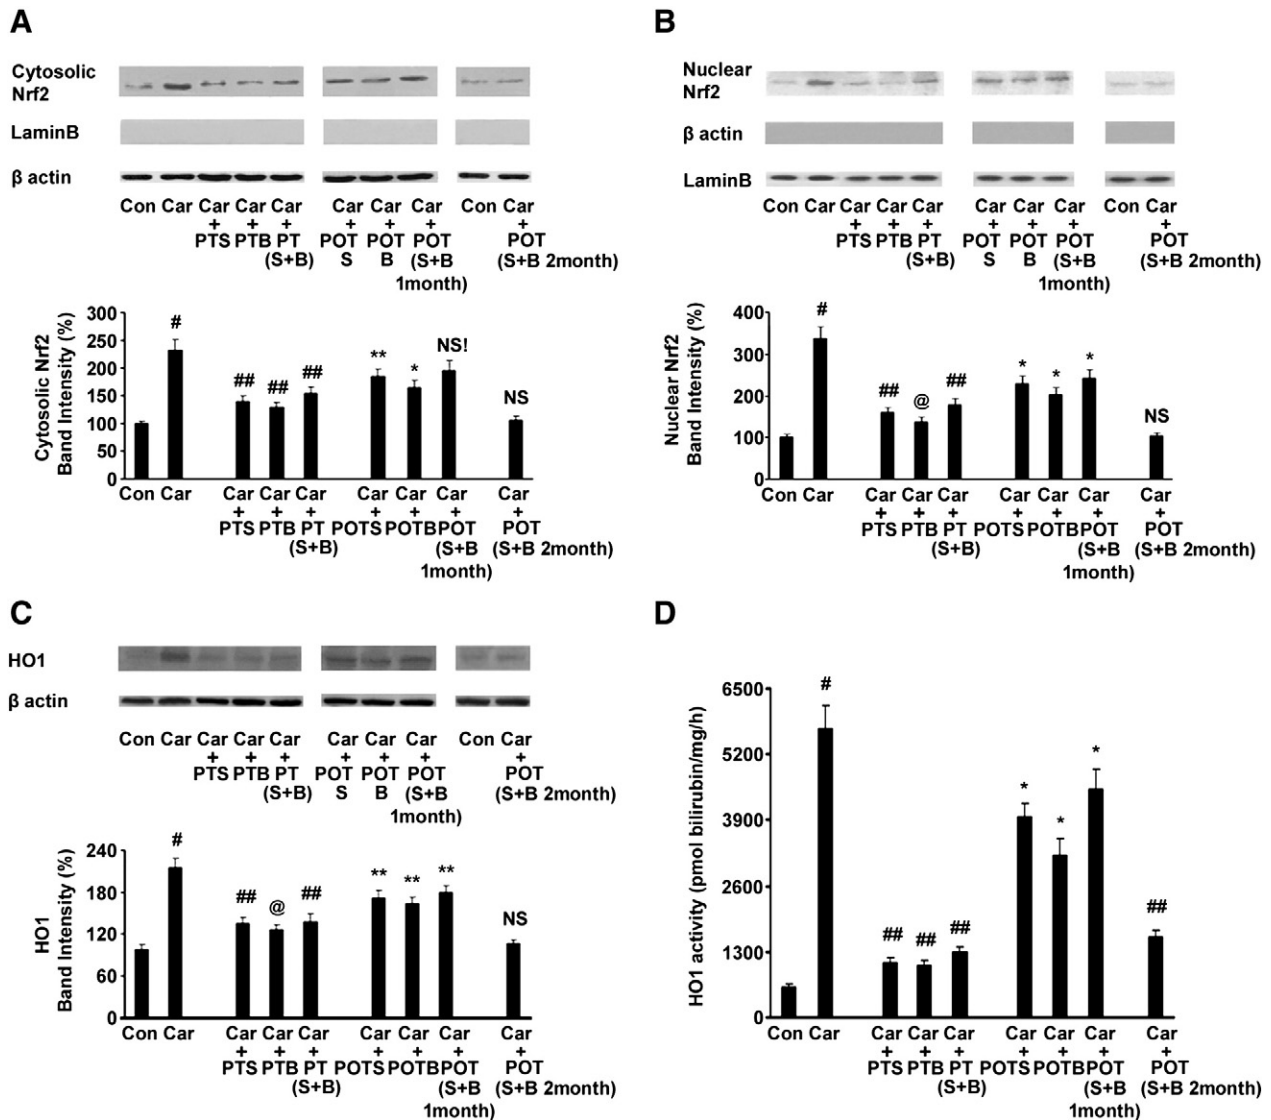 A
Cytosolic
Nrf2
LaminB
β actin
Con Car Car Car Car Car Car Car Con Car
+ + + + + + +
PTS PTB PT POT POT POT POT
(S+B) S B (S+B (S+B 2month)
1month)
Cytosolic Nrf2
Band Intensity (%)
300
250
200
150
100
50
0
# ## ## ## ** * NS! NS
Con Car Car Car Car Car Car Car Car
+ + + + + + +
PTS PTB PT POTS POTB POT POT
(S+B) (S+B (S+B 2month)
1month)
B
Nuclear
Nrf2
β actin
LaminB
Con Car Car Car Car Car Car Car Con Car
+ + + + + + +
PTS PTB PT POT POT POT POT
(S+B) S B (S+B (S+B 2month)
1month)
Nuclear Nrf2
Band Intensity (%)
400
300
200
100
0
# ## @ ## * * * NS
Con Car Car Car Car Car Car Car Car
+ + + + + + +
PTS PTB PT POTS POTB POT POT
(S+B) (S+B (S+B 2month)
1month)
C
HO1
β actin
Con Car Car Car Car Car Car Car Con Car
+ + + + + + +
PTS PTB PT POT POT POT POT
(S+B) S B (S+B (S+B 2month)
1month)
HO1
Band Intensity (%)
240
180
120
60
0
# ## @ ## ** ** ** NS
Con Car Car Car Car Car Car Car Car
+ + + + + + +
PTS PTB PT POTS POTB POT POT
(S+B) (S+B (S+B 2month)
1month)
D
HO1 activity (pmol bilirubin/mg/h)
6500
5200
3900
2600
1300
0
# ## ## ## * * * ##
Con Car Car Car Car Car Car Car Car
+ + + + + + +
PTS PTB PT POTS POTB POT POT
(S+B) (S+B (S+B 2month)
1month)